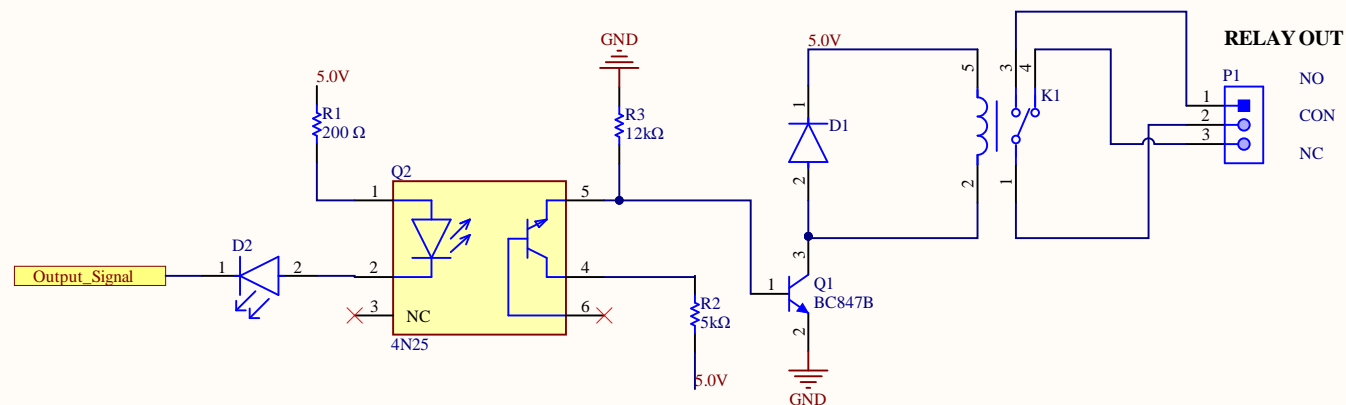 GND
5.0V
RELAY OUT
5.0V
R1
200 Ω
R3
12kΩ
1
D1
2
5
2
3
4
K1
1
P1
1
2
3
NO
CON
NC
Q2
1
2
3
NC
5
4
6
4N25
D2
Output_Signal
1
2
R2
5kΩ
5.0V
3
1
Q1
BC847B
2
GND